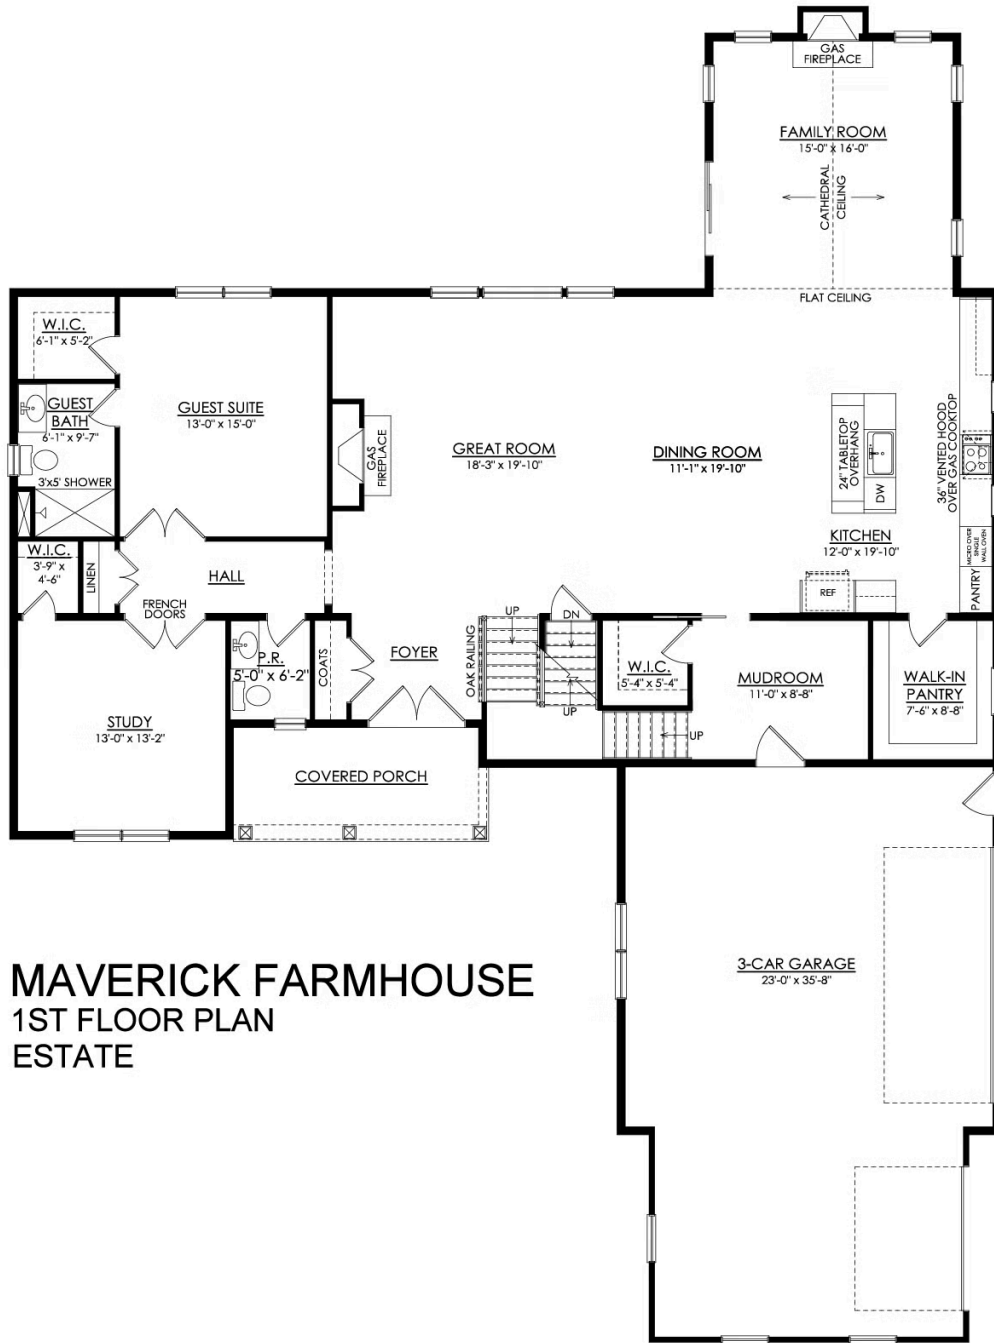 GAS
FIREPLACE
FAMILY ROOM
15'-0" x 16'-0"
CATHEDRAL
CEILING
FLAT CEILING
W.I.C.
6'-1" x 5'-2"
GUEST
BATH
6'-1" x 9'-7"
3'x5' SHOWER
GUEST SUITE
13'-0" x 15'-0"
GAS
FIREPLACE
GREAT ROOM
18'-3" x 19'-10"
DINING ROOM
11'-1" x 19'-10"
24" TABLETOP
OVERHANG
DW
36" VENTED HOOD
OVER GAS COOKTOP
KITCHEN
12'-0" x 19'-10"
MICRO OVER
SINGLE
WALL OVEN
PANTRY
REF
W.I.C.
3'-9" x
4'-6"
LINEN
HALL
FRENCH
DOORS
P.R.
5'-0" x 6'-2"
COATS
FOYER
OAK RAILING
UP
DN
UP
W.I.C.
5'-4" x 5'-4"
UP
MUDROOM
11'-0" x 8'-8"
WALK-IN
PANTRY
7'-6" x 8'-8"
STUDY
13'-0" x 13'-2"
COVERED PORCH
3-CAR GARAGE
23'-0" x 35'-8"
MAVERICK FARMHOUSE
1ST FLOOR PLAN
ESTATE